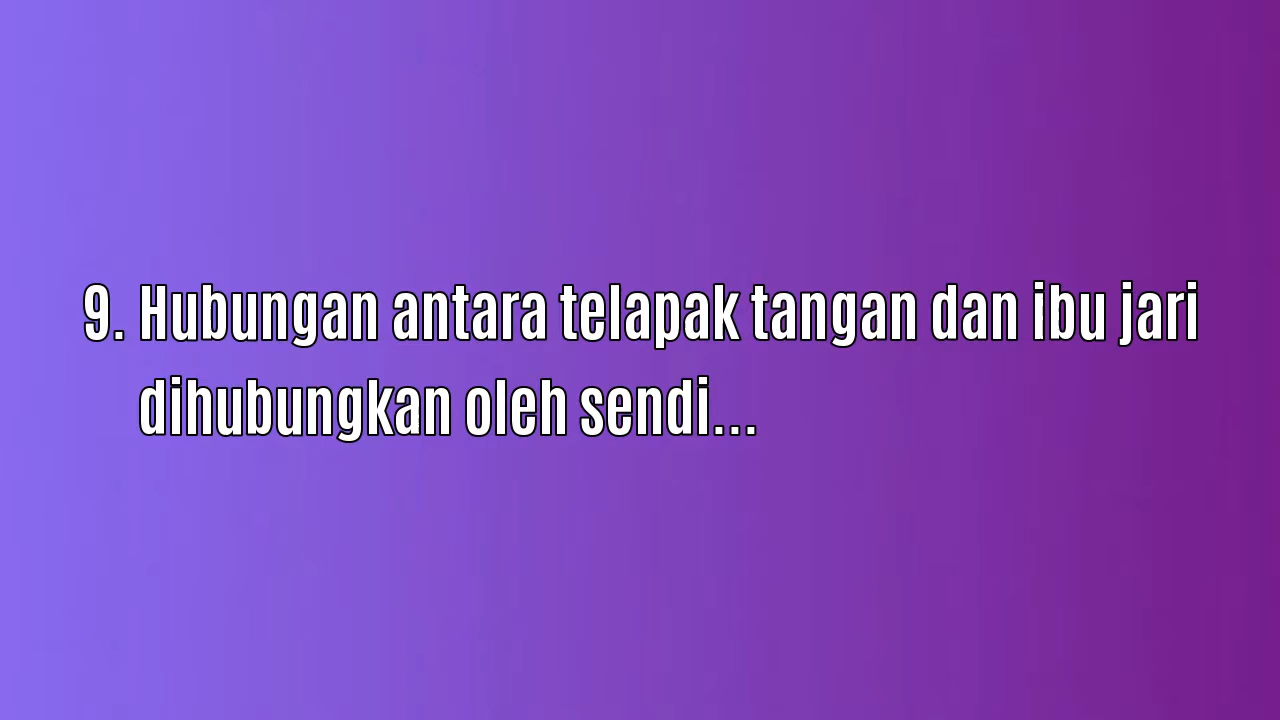 9. Hubungan antara telapak tangan dan ibu jari
dihubungkan oleh sendi...